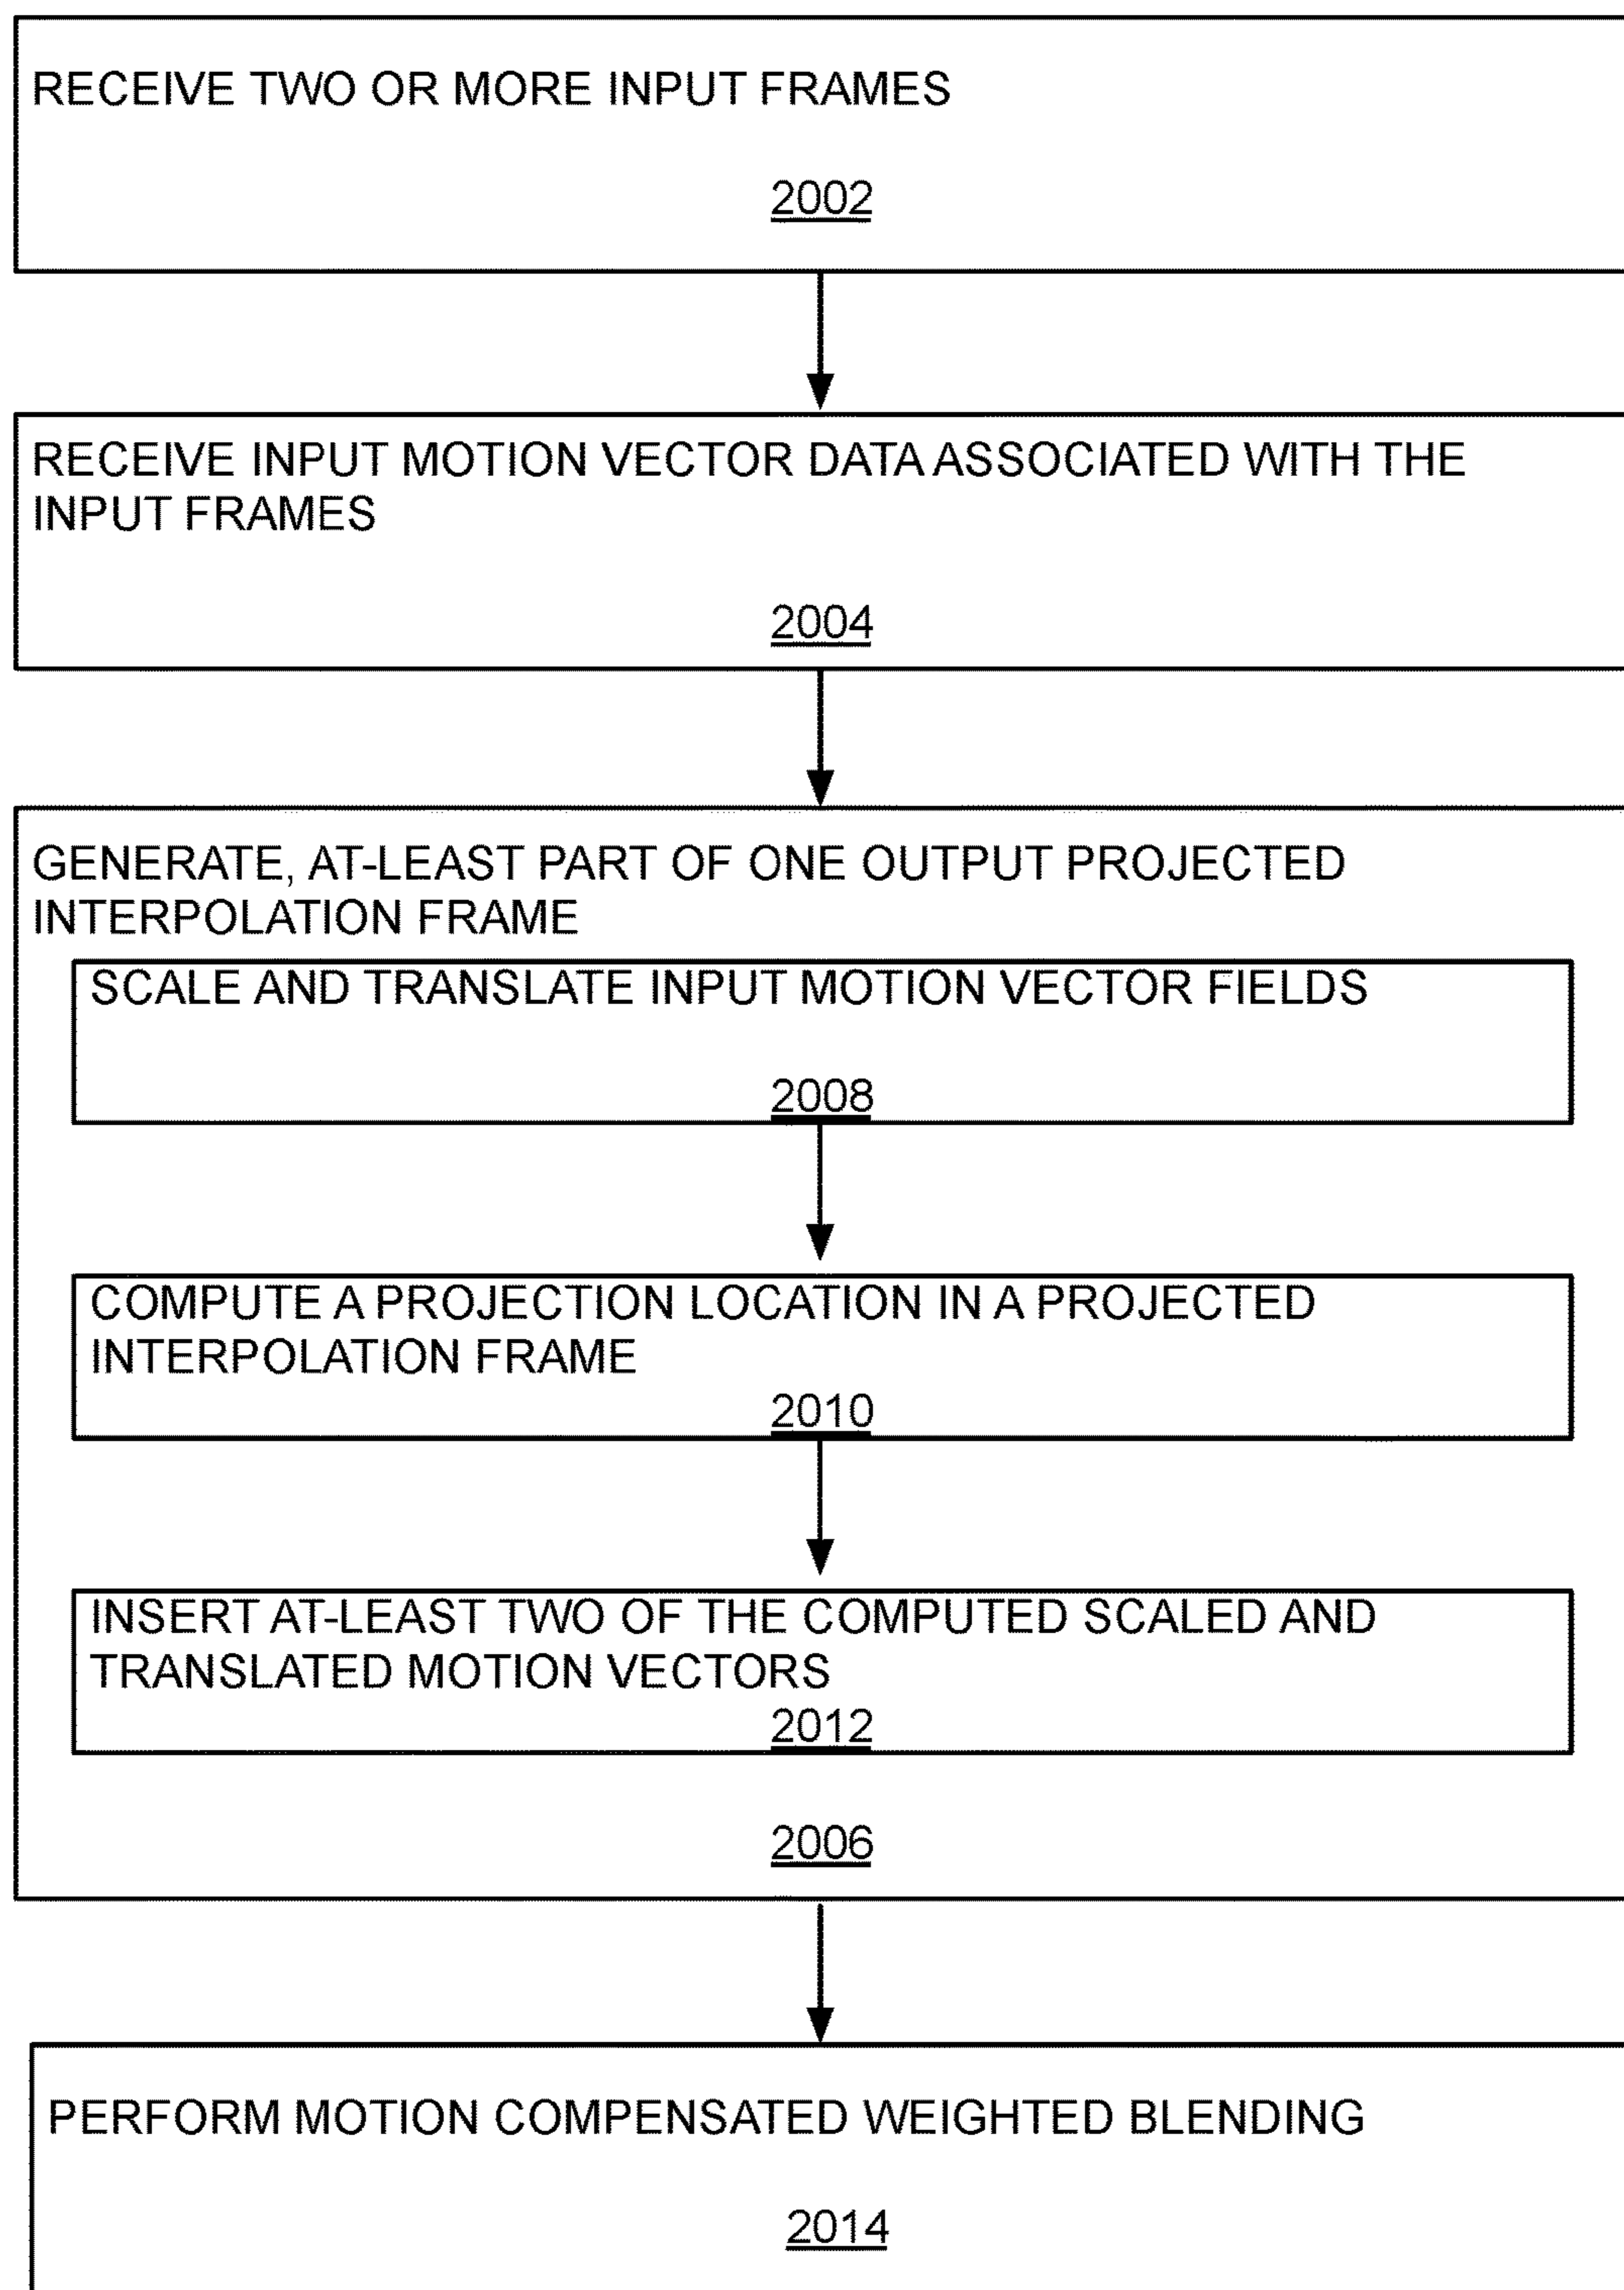 RECEIVE TWO OR MORE INPUT FRAMES
2002
RECEIVE INPUT MOTION VECTOR DATA ASSOCIATED WITH THE
INPUT FRAMES
2004
GENERATE, AT-LEAST PART OF ONE OUTPUT PROJECTED
INTERPOLATION FRAME
SCALE AND TRANSLATE INPUT MOTION VECTOR FIELDS
2008
COMPUTE A PROJECTION LOCATION IN A PROJECTED
INTERPOLATION FRAME
2010
INSERT AT-LEAST TWO OF THE COMPUTED SCALED AND
TRANSLATED MOTION VECTORS
2012
2006
PERFORM MOTION COMPENSATED WEIGHTED BLENDING
2014